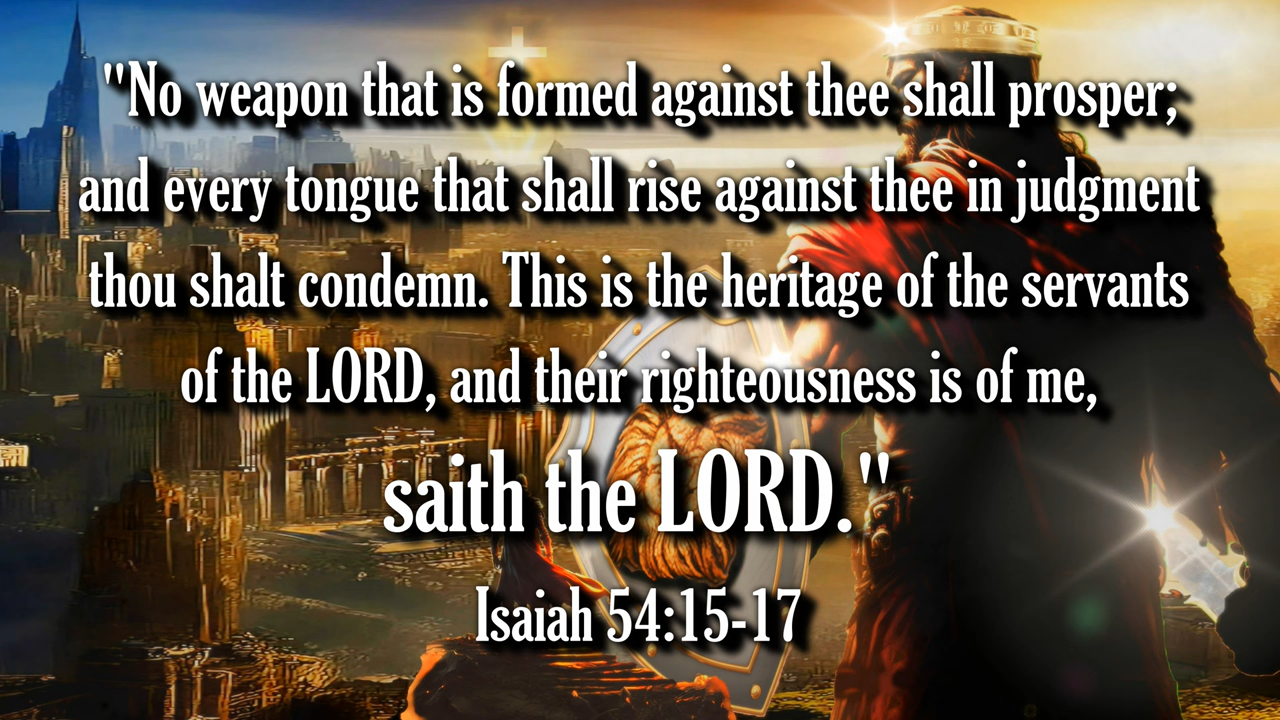 "No weapon that is formed against thee shall prosper;
and every tongue that shall rise against thee in judgment
thou shalt condemn. This is the heritage of the servants
of the LORD, and their righteousness is of me,
saith the LORD."
Isaiah 54:15-17